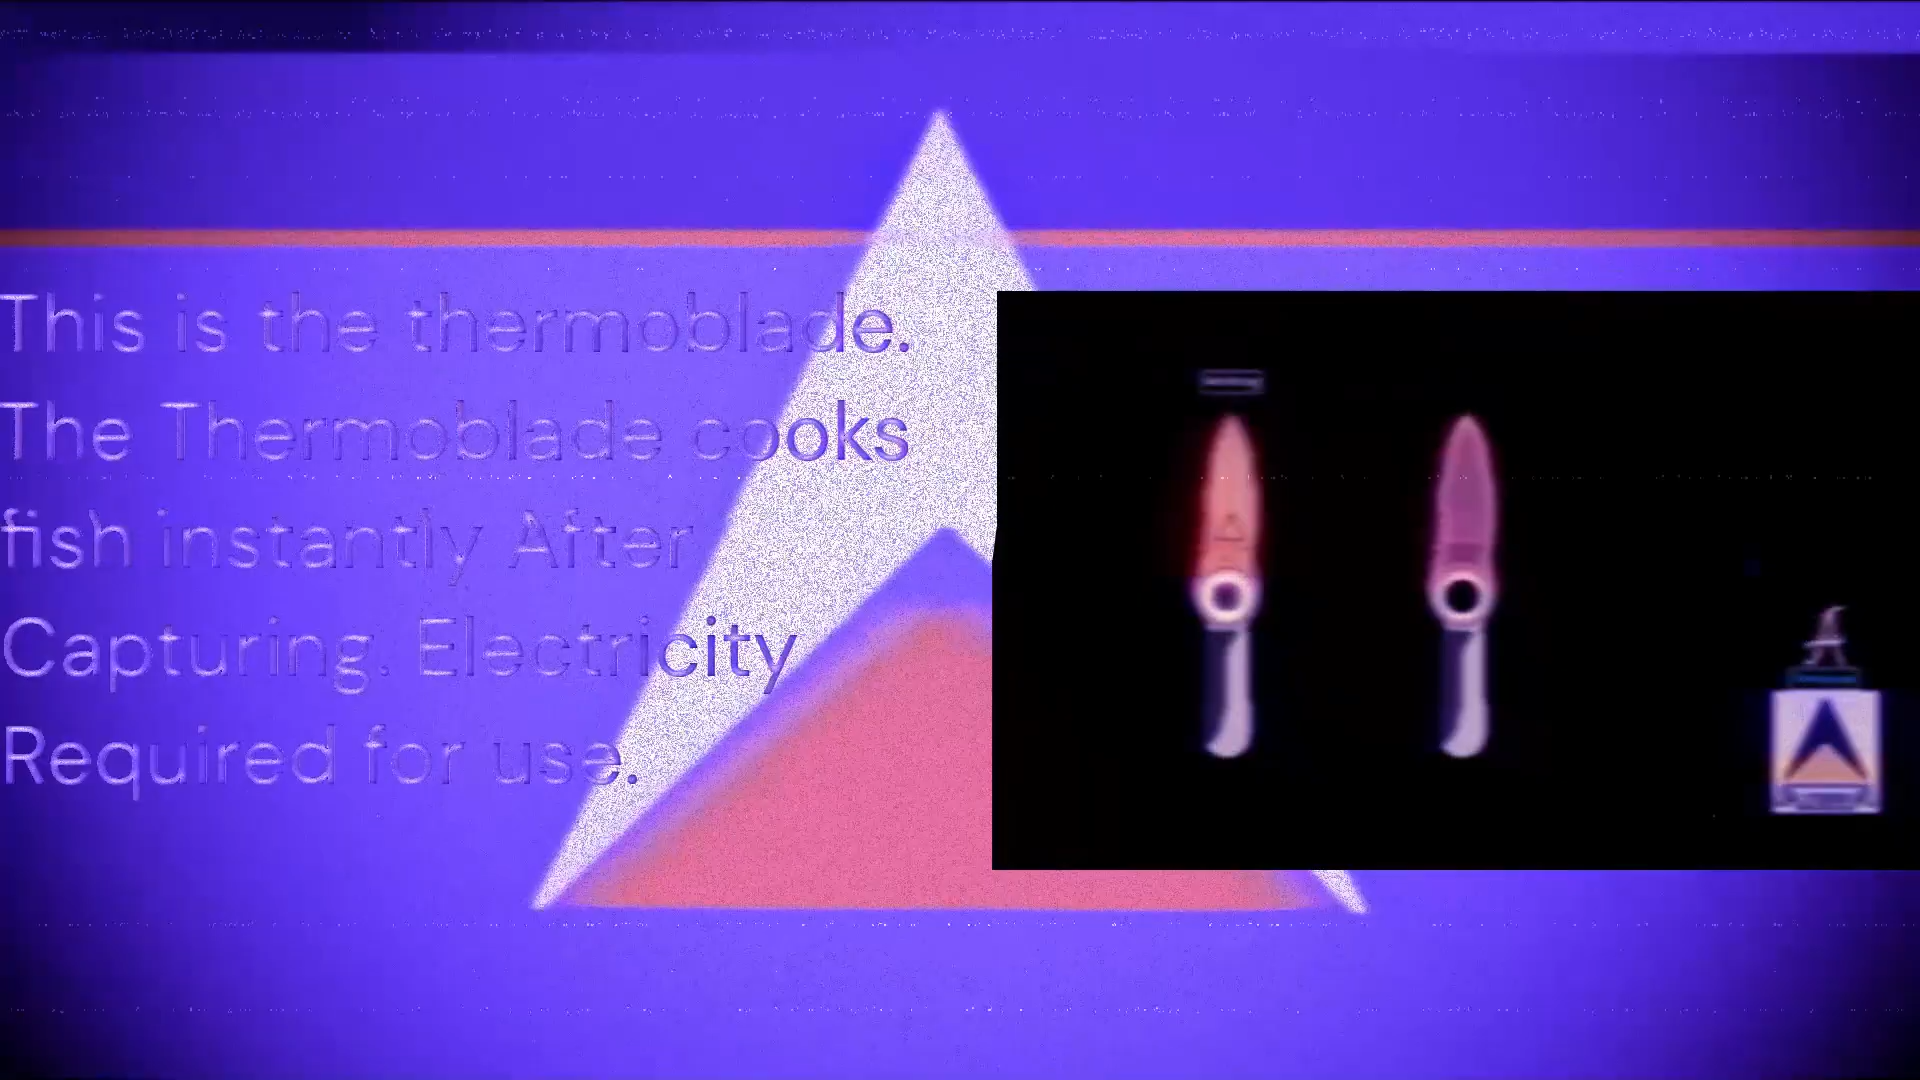 This is the thermoblade.
The Thermoblade cooks
fish instantly After
Capturing. Electricity
Required for use.